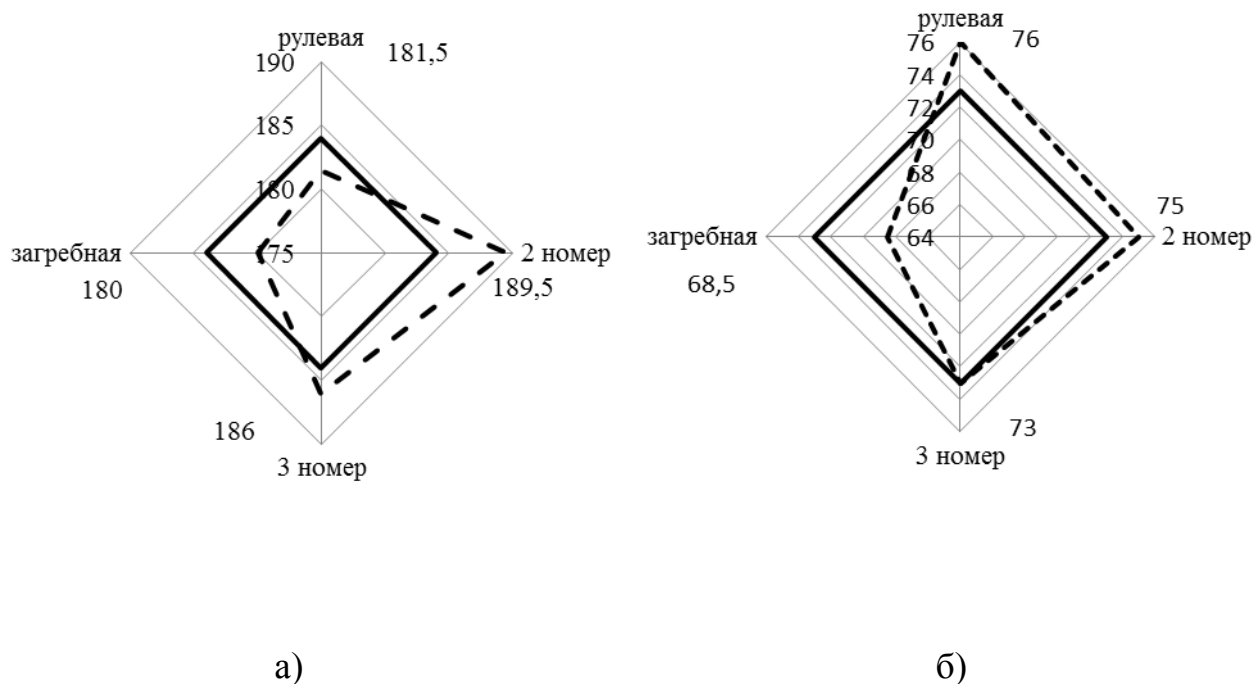 рулевая
190
181,5
185
180
175
загребная
180
2 номер
189,5
186
3 номер
рулевая
76
76
74
72
70
68
66
64
загребная
68,5
75
2 номер
73
3 номер
а)
б)